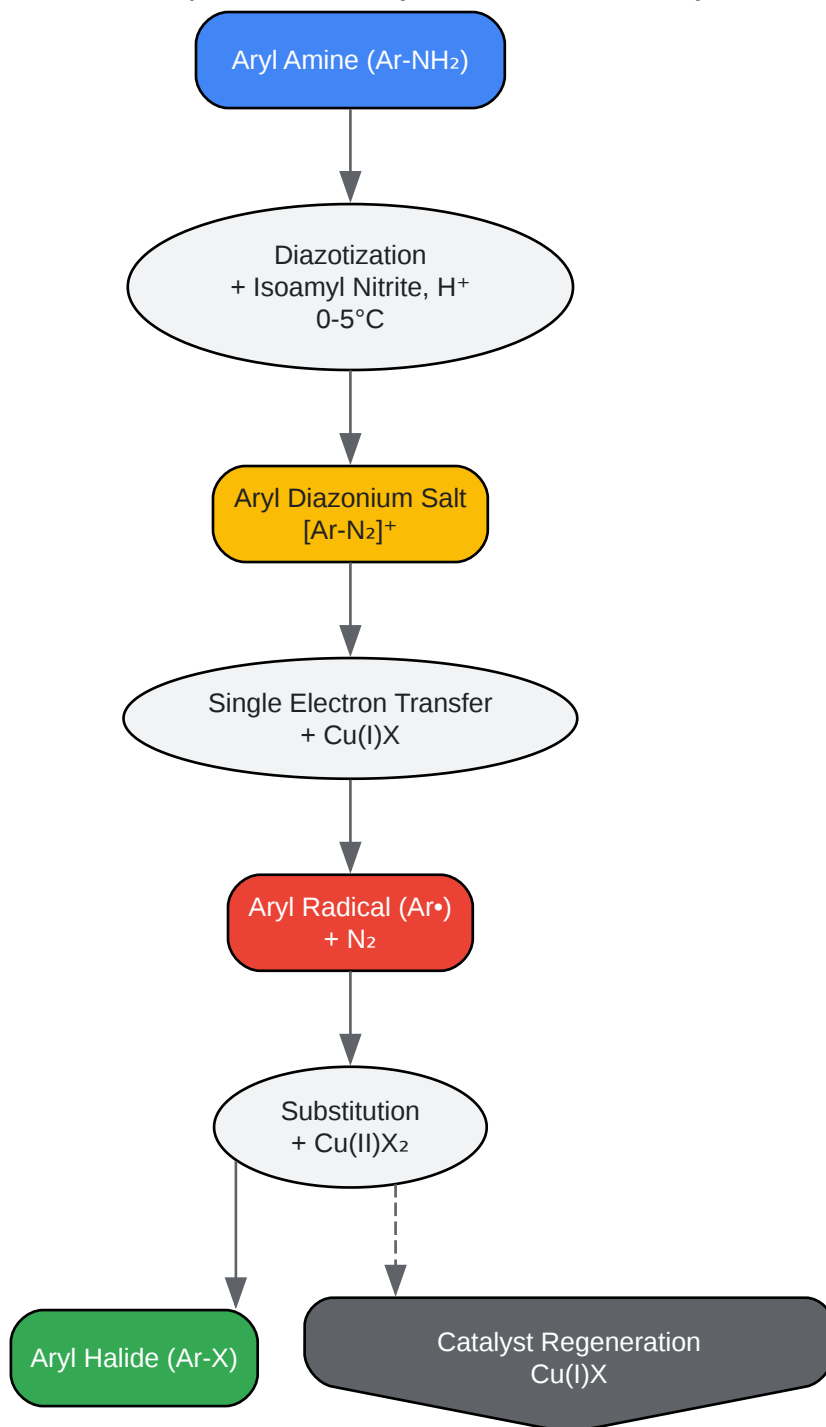 Aryl Amine (Ar-NH₂)
Diazotization
+ Isoamyl Nitrite, H⁺
0-5°C
Aryl Diazonium Salt
[Ar-N₂]⁺
Single Electron Transfer
+ Cu(I)X
Aryl Radical (Ar•)
+ N₂
Substitution
+ Cu(II)X₂
Aryl Halide (Ar-X)
Catalyst Regeneration
Cu(I)X